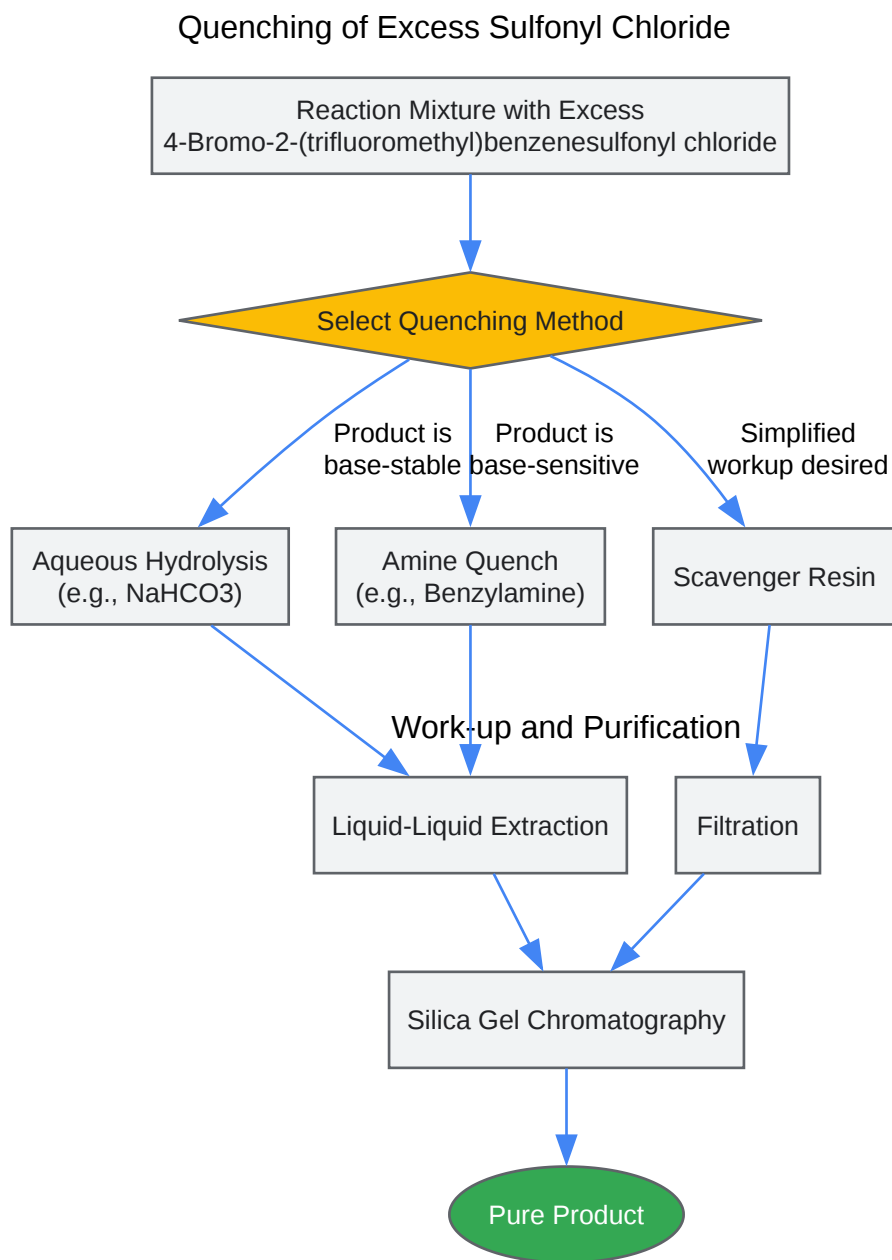 Quenching of Excess Sulfonyl Chloride
Reaction Mixture with Excess
4-Bromo-2-(trifluoromethyl)benzenesulfonyl chloride
Select Quenching Method
Product is
base-stable
Product is
base-sensitive
Simplified
workup desired
Aqueous Hydrolysis
(e.g., NaHCO3)
Amine Quench
(e.g., Benzylamine)
Scavenger Resin
Work-up and Purification
Liquid-Liquid Extraction
Filtration
Silica Gel Chromatography
Pure Product